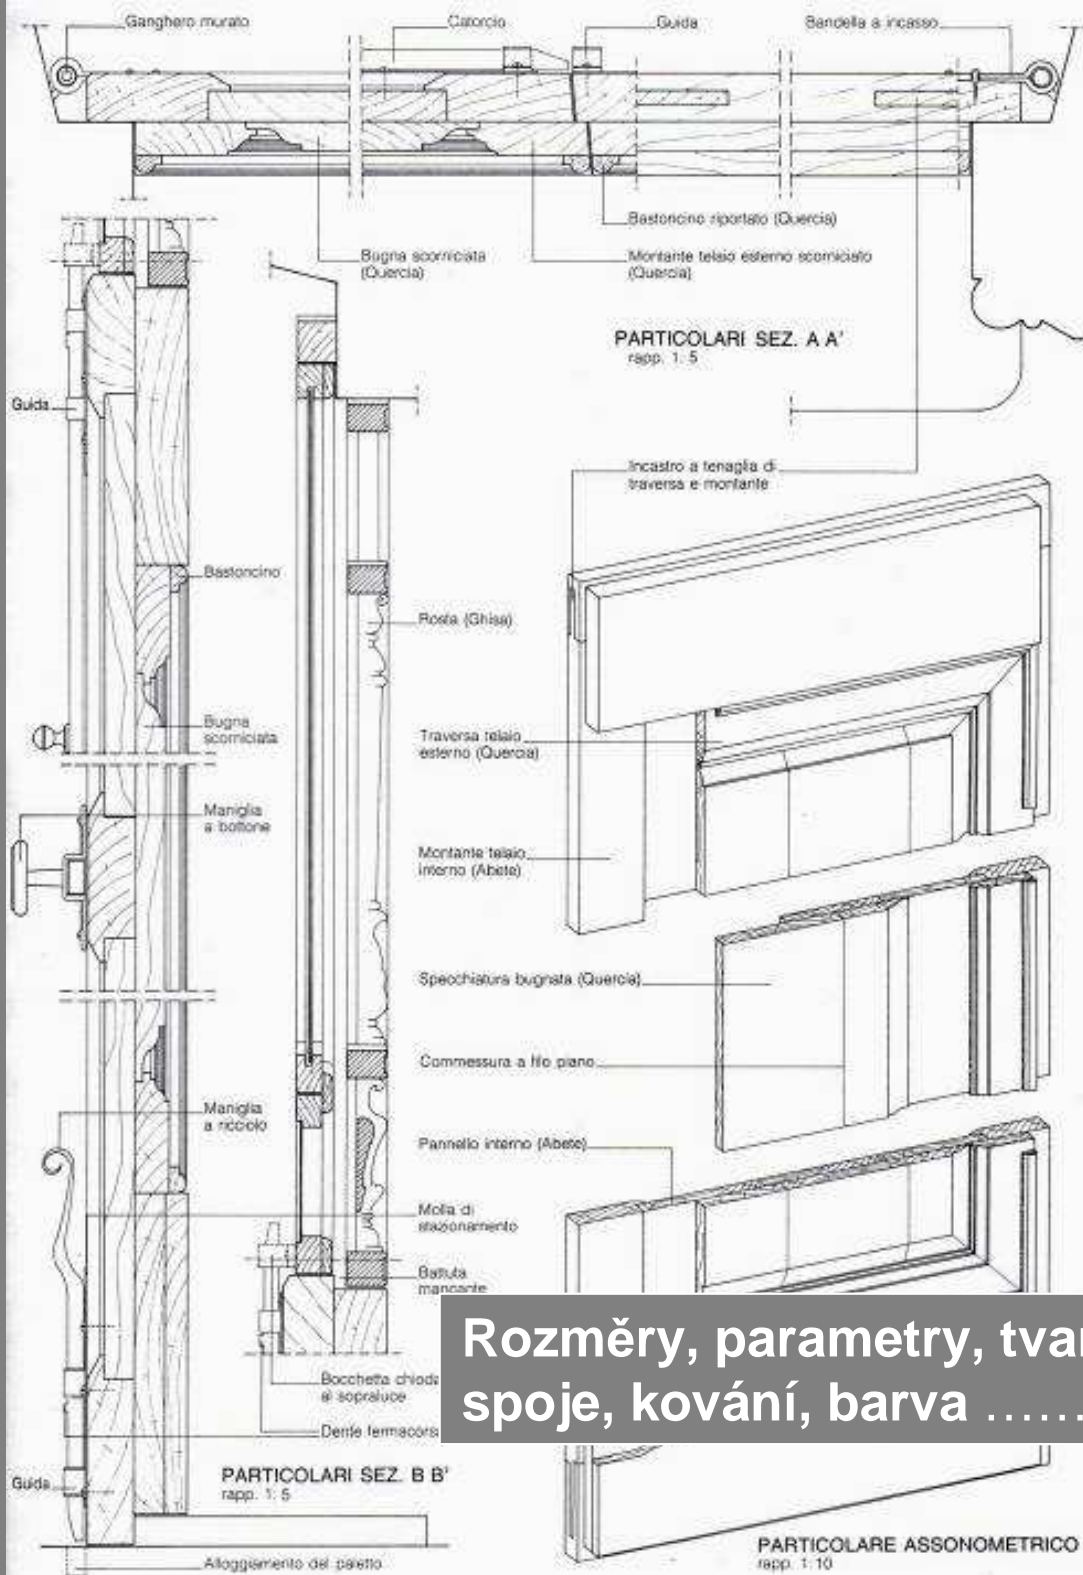 Ganghero murato
Catorcio
Guida
Bandella a incasso
Bastoncino riportato (Quercia)
Bugna scorniciata
(Quercia)
Montante telaio esterno scorniciato
(Quercia)
PARTICOLARI SEZ. A A'
rapp. 1: 5
Guida
Incastro a tenaglia di
traversa e montante
Bastoncino
Rosta (Ghisa)
Bugna
scorniciata
Traversa telaio
esterno (Quercia)
Maniglia
a bottone
Montante telaio
interno (Abete)
Specchiatura bugnata (Quercia)
Commessura a filo piano
Maniglia
a ricciolo
Pannello interno (Abete)
Molla di
stazionamento
Battuta
mancante
Rozměry, parametry, tva
spoje, kování, barva ......
Bocchetta chioda
al sopraluce
Dente fermacors
PARTICOLARI SEZ. B B'
rapp. 1: 5
Guida
Alloggiamento del paletto
PARTICOLARE ASSONOMETRICO
rapp. 1:10